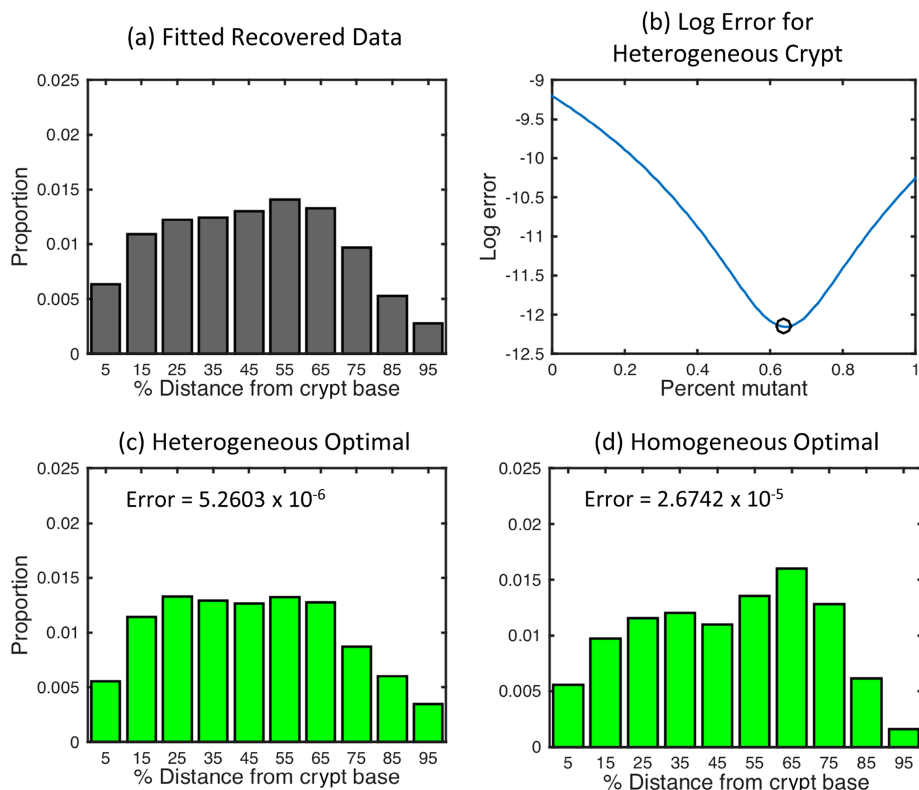 (a) Fitted Recovered Data
0.025
0.02
0.015
0.01
0.005
0
Proportion
5 15 25 35 45 55 65 75 85 95
% Distance from crypt base
(b) Log Error for
Heterogeneous Crypt
-9
-9.5
-10
-10.5
-11
-11.5
-12
-12.5
Log error
0 0.2 0.4 0.6 0.8 1
Percent mutant
(c) Heterogeneous Optimal
Error = 5.2603 x 10⁻⁶
0.025
0.02
0.015
0.01
0.005
0
Proportion
5 15 25 35 45 55 65 75 85 95
% Distance from crypt base
(d) Homogeneous Optimal
Error = 2.6742 x 10⁻⁵
0.025
0.02
0.015
0.01
0.005
0
5 15 25 35 45 55 65 75 85 95
% Distance from crypt base